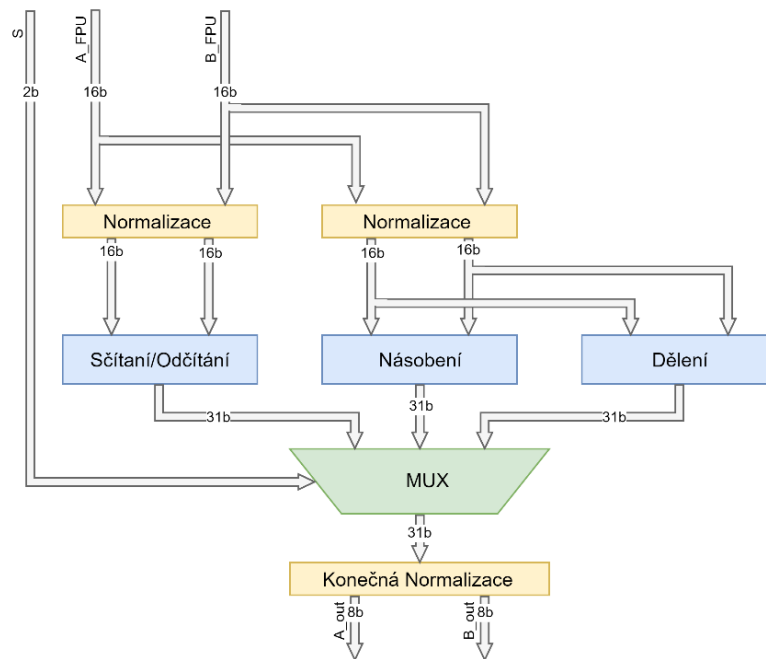 S
A_FPU
B_FPU
2b
16b
16b
Normalizace
Normalizace
16b
16b
16b
16b
Sčítaní/Odčítání
Násobení
Dělení
31b
31b
31b
MUX
31b
Konečná Normalizace
A_out
8b
B_out
8b